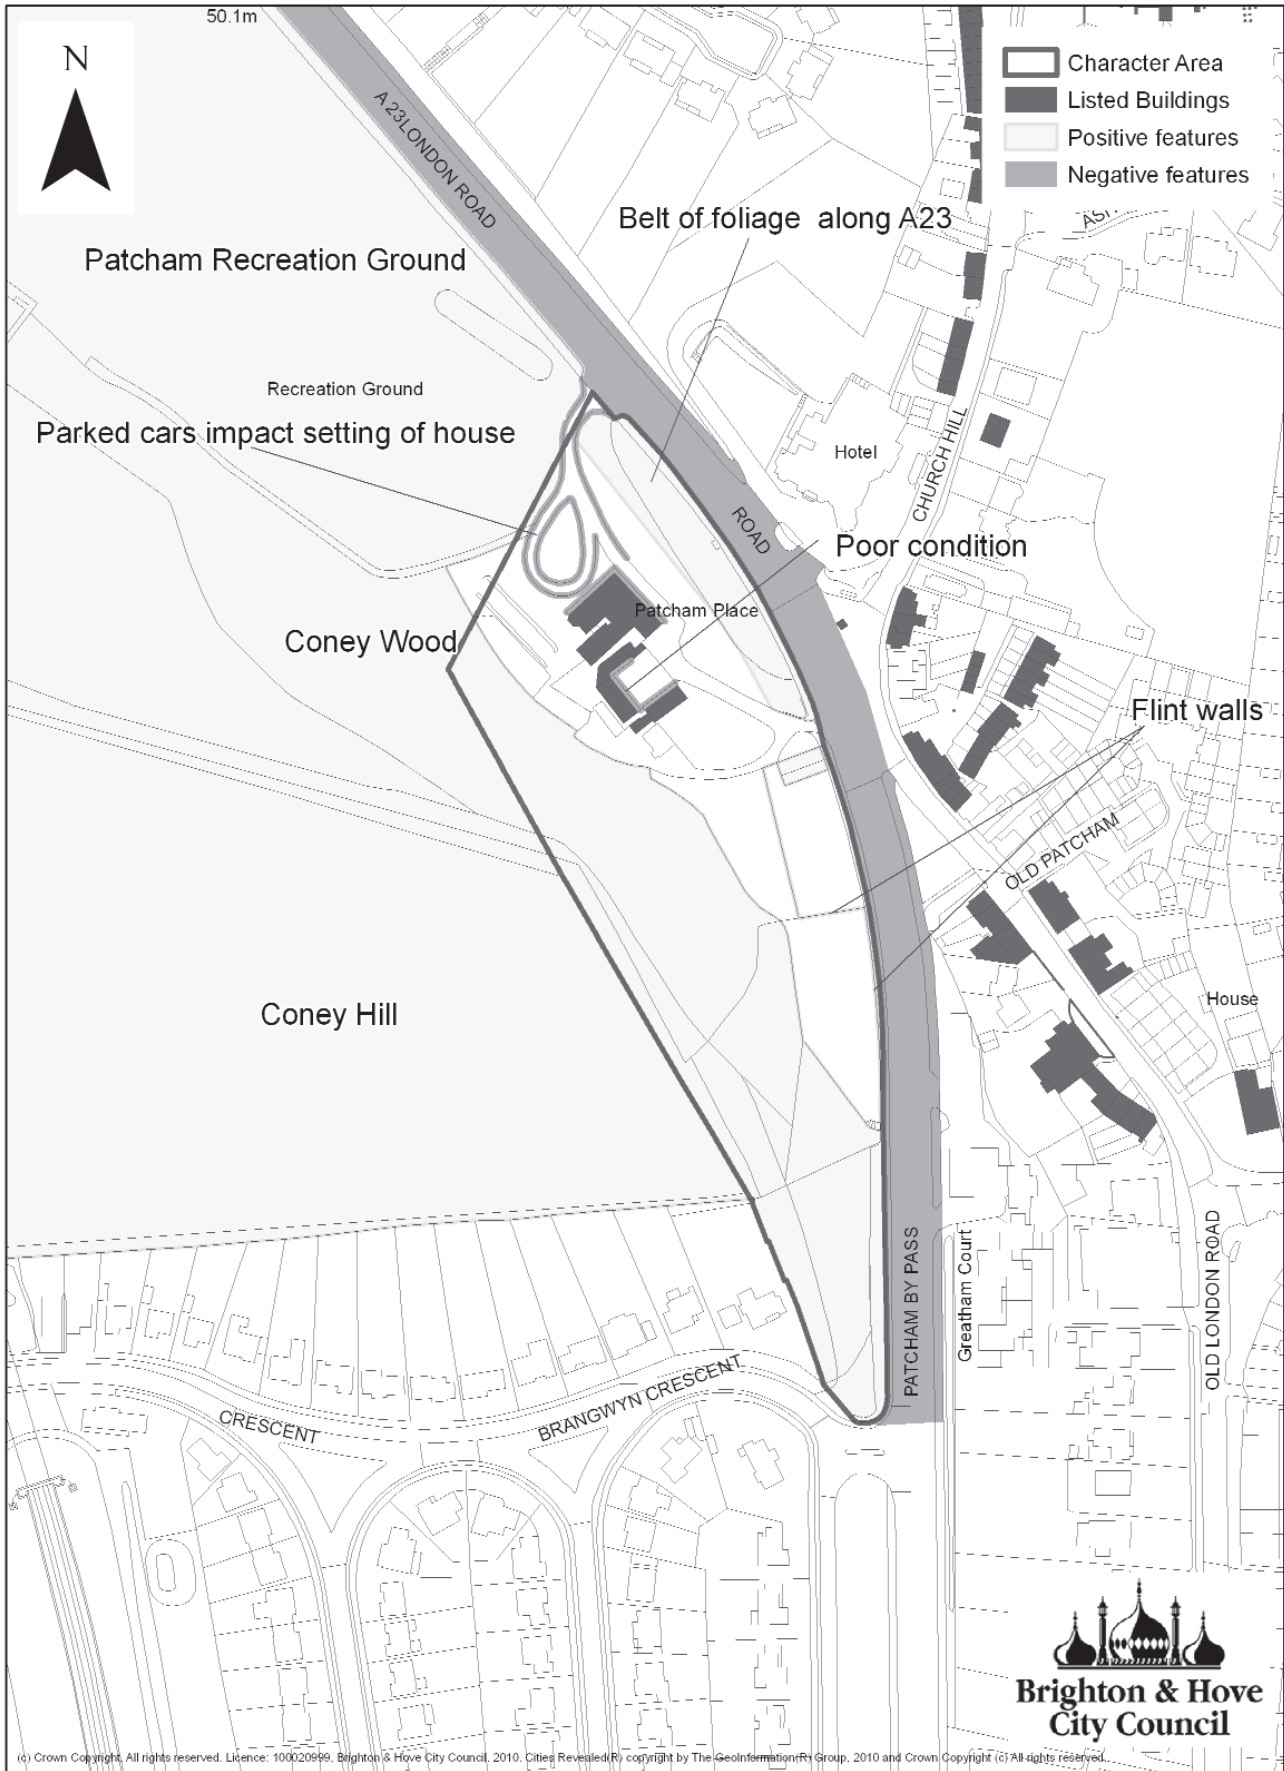 50.1m
N
Character Area
Listed Buildings
Positive features
Negative features
A 23 LONDON ROAD
Belt of foliage along A23
Patcham Recreation Ground
Recreation Ground
Parked cars impact setting of house
Hotel
CHURCH HILL
ROAD
Poor condition
Patcham Place
Coney Wood
Flint walls
OLD PATCHAM
House
Coney Hill
PATCHAM BY PASS
Greatham Court
OLD LONDON ROAD
CRESCENT
BRANGWYN CRESCENT
Brighton & Hove
City Council
(c) Crown Copyright. All rights reserved. Licence: 100020999, Brighton & Hove City Council, 2010. Cities Revealed(R) copyright by The GeoInformation(R) Group, 2010 and Crown Copyright (c) All rights reserved.